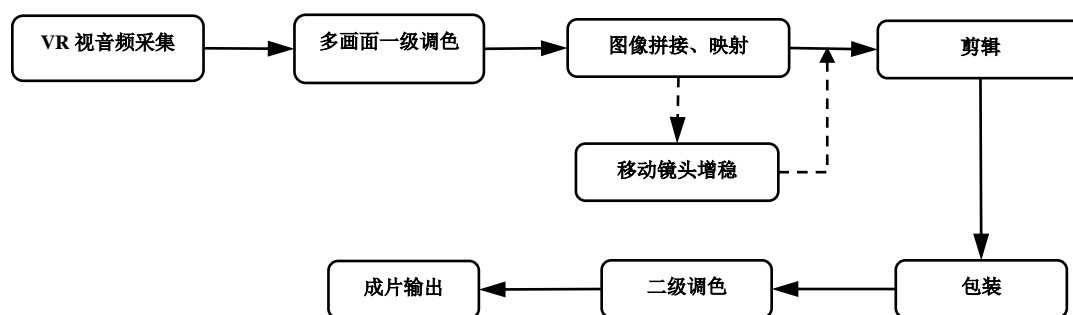 VR 视音频采集
多画面一级调色
图像拼接、映射
剪辑
移动镜头增稳
成片输出
二级调色
包装